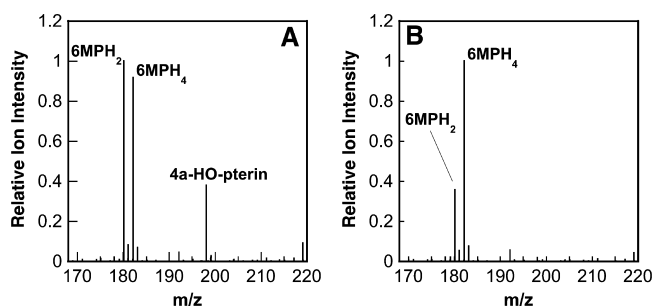 A
Relative Ion Intensity
1.2
1
0.8
0.6
0.4
0.2
0
6MPH2
6MPH4
4a-HO-pterin
170 180 190 200 210 220
m/z
B
Relative Ion Intensity
1.2
1
0.8
0.6
0.4
0.2
0
6MPH4
6MPH2
170 180 190 200 210 220
m/z